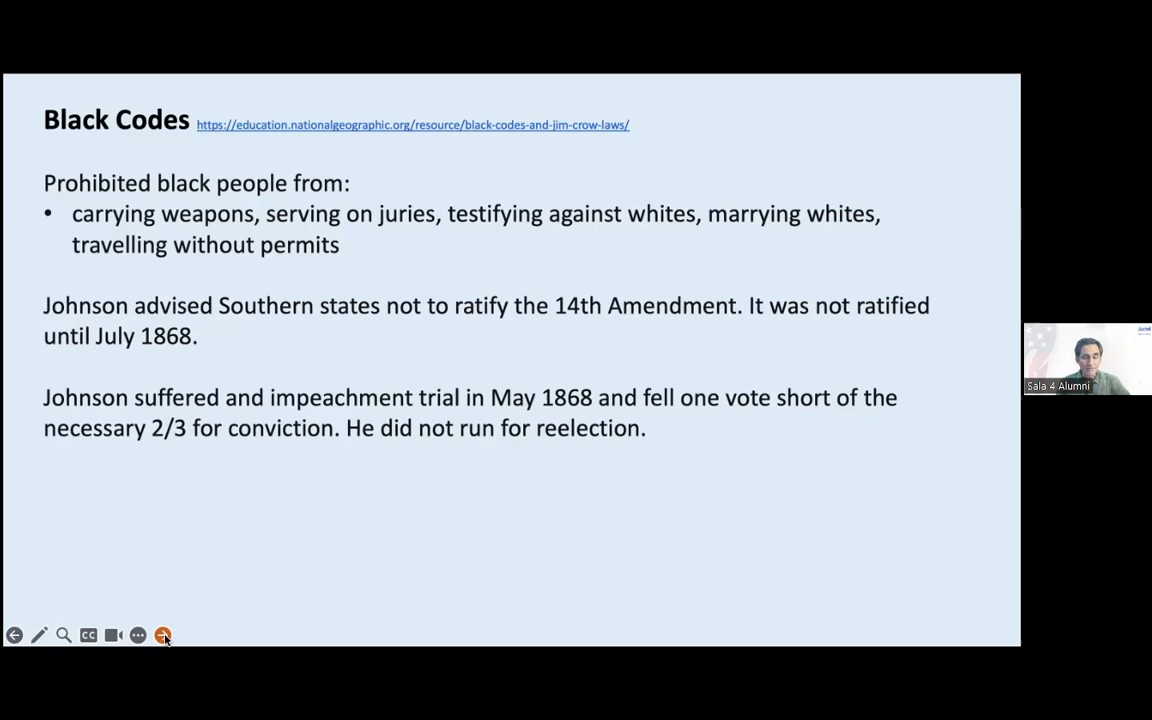 Black Codes https://education.nationalgeographic.org/resource/black-codes-and-jim-crow-laws/
Prohibited black people from:
• carrying weapons, serving on juries, testifying against whites, marrying whites,
travelling without permits
Johnson advised Southern states not to ratify the 14th Amendment. It was not ratified
until July 1868.
Johnson suffered and impeachment trial in May 1868 and fell one vote short of the
necessary 2/3 for conviction. He did not run for reelection.
Sala 4 Alumni
CC